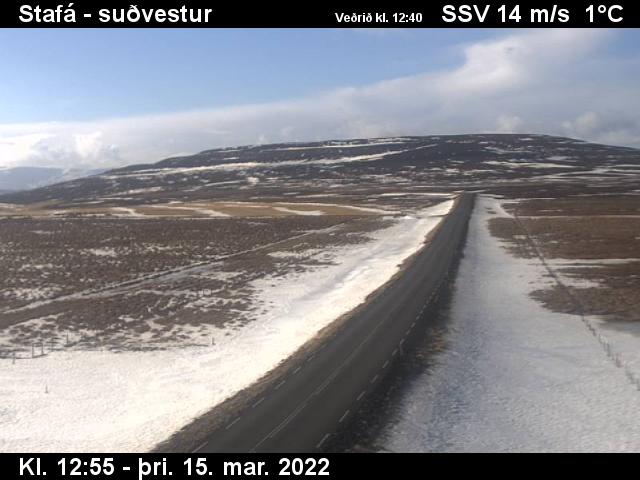 Stafá - suðvestur Veðrið kl. 12:40 SSV 14 m/s 1°C
Kl. 12:55 - þri. 15. mar. 2022